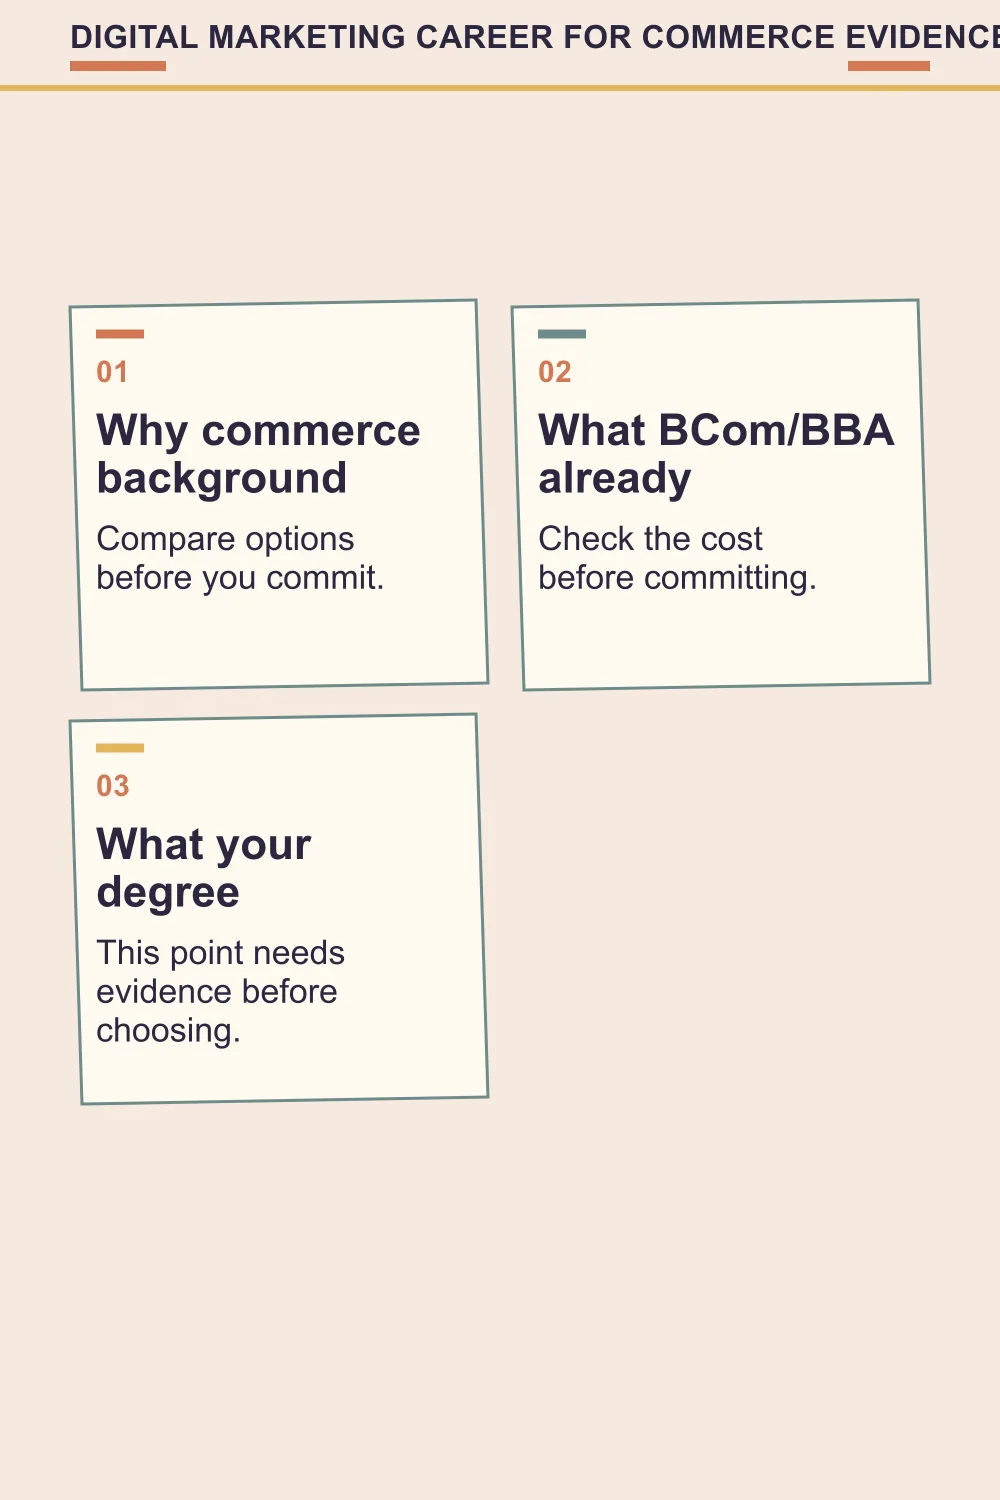 DIGITAL MARKETING CAREER FOR COMMERCE EVIDENCE
01
Why commerce
background
Compare options
before you commit.
02
What BCom/BBA
already
Check the cost
before committing.
03
What your
degree
This point needs
evidence before
choosing.